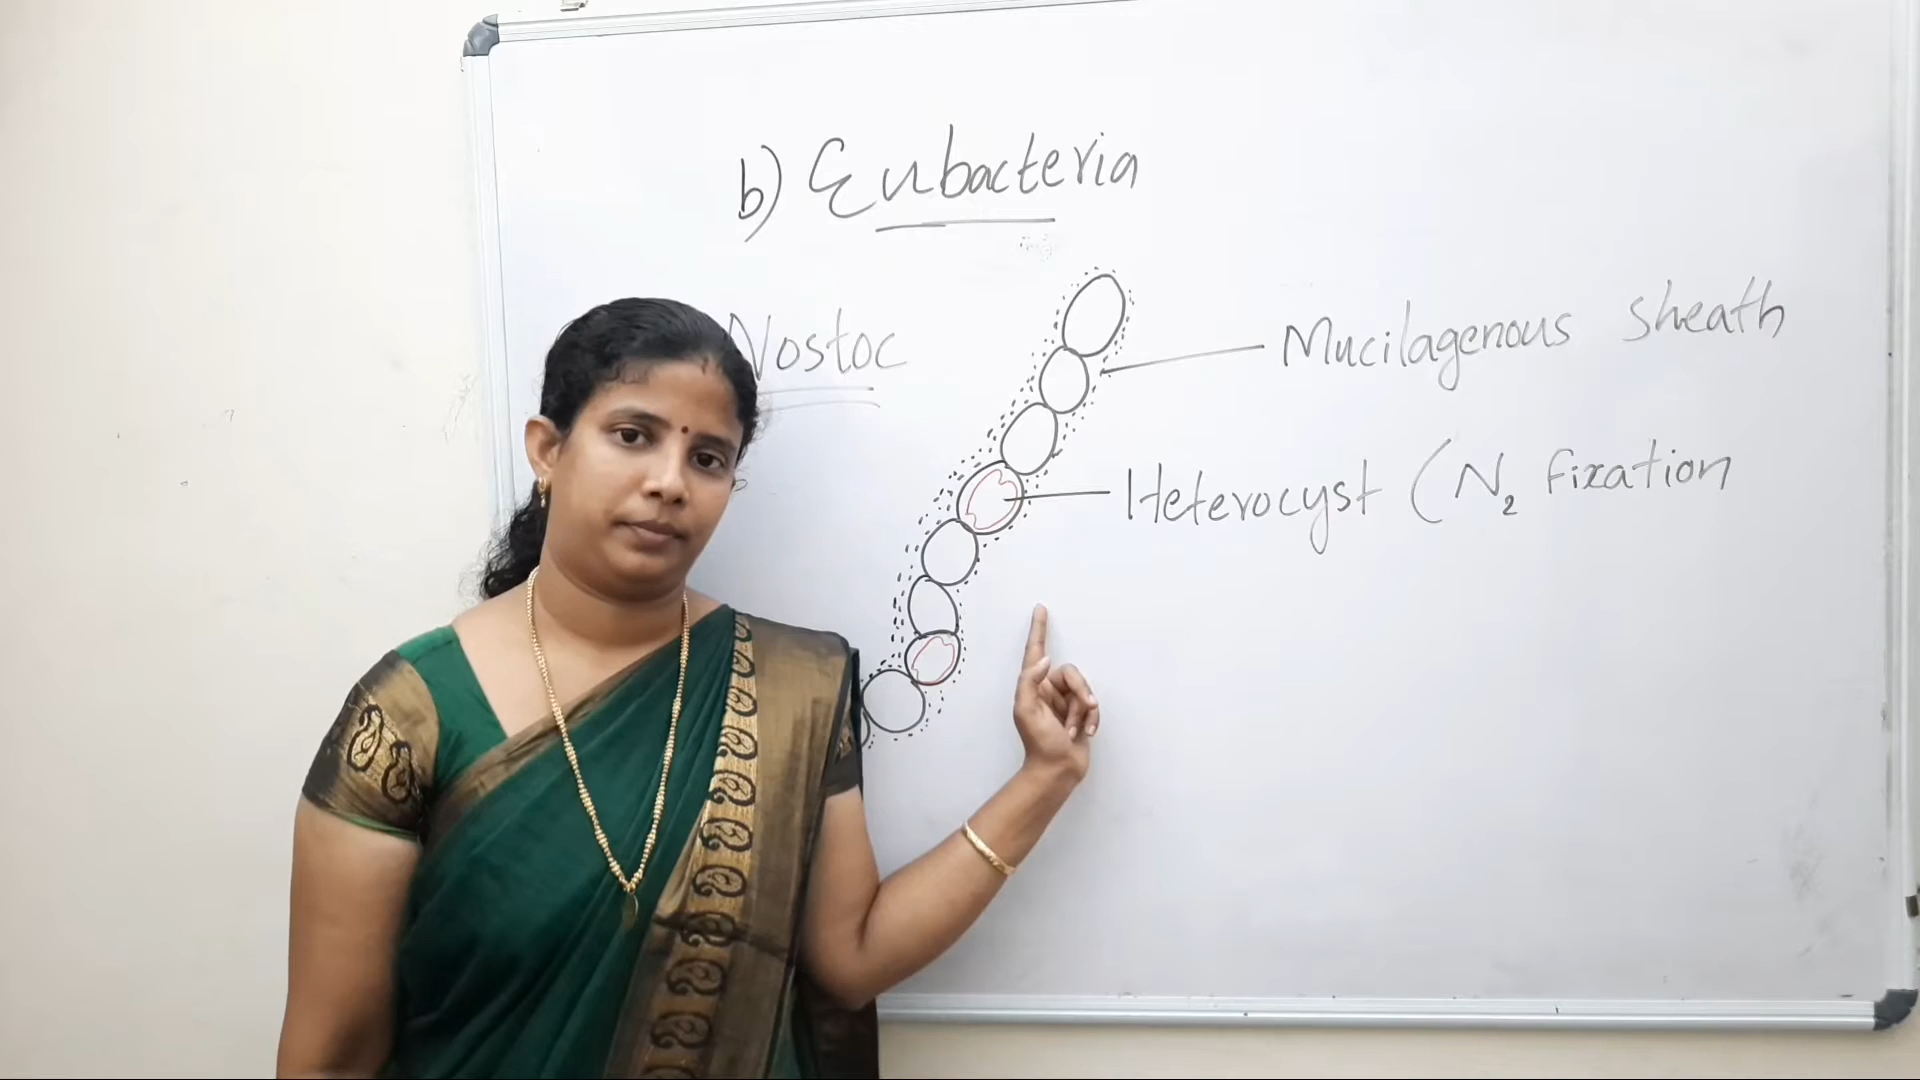 b) Eubacteria
Nostoc
Mucilagenous sheath
Heterocyst (N₂ fixation